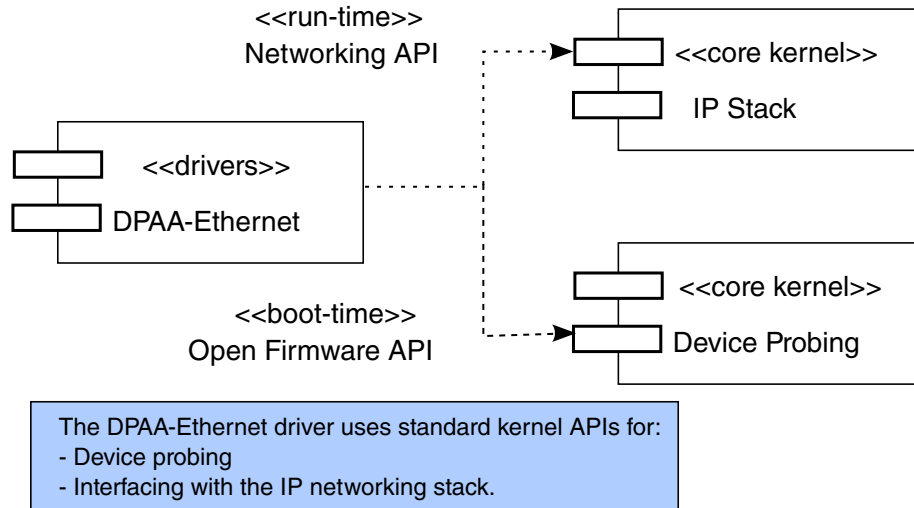 <<run-time>>
Networking API
<<core kernel>>
IP Stack
<<drivers>>
DPAA-Ethernet
<<core kernel>>
Device Probing
<<boot-time>>
Open Firmware API
The DPAA-Ethernet driver uses standard kernel APIs for:
- Device probing
- Interfacing with the IP networking stack.